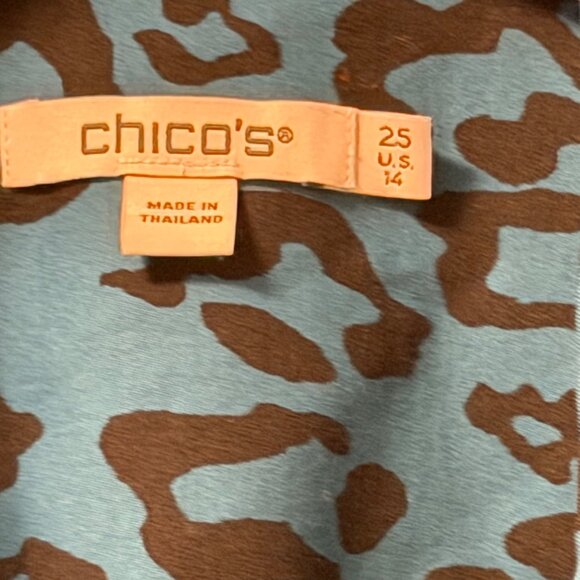 chico's®
2.5
U.S.
14
MADE IN
THAILAND